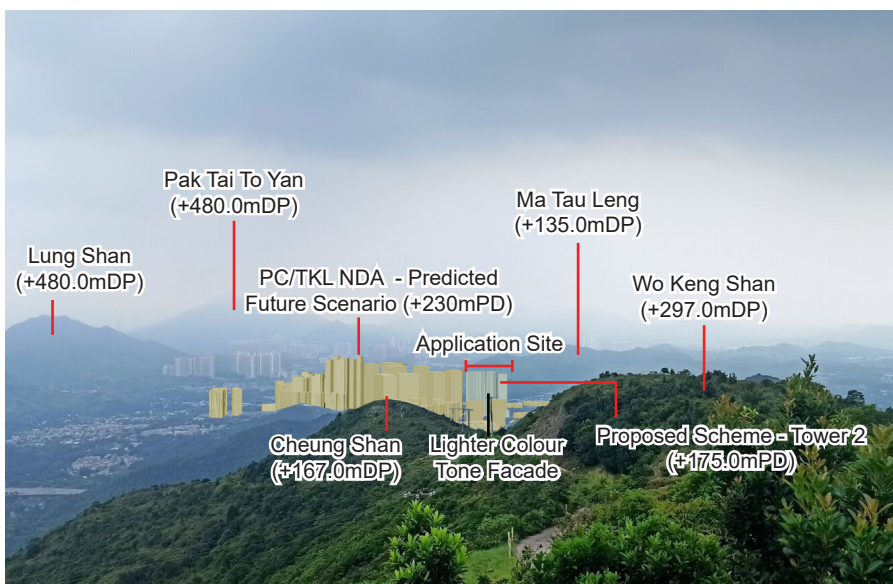 Pak Tai To Yan
(+480.0mDP)
Ma Tau Leng
(+135.0mDP)
Lung Shan
(+480.0mDP)
PC/TKL NDA - Predicted
Future Scenario (+230mPD)
Wo Keng Shan
(+297.0mDP)
Application Site
Cheung Shan
(+167.0mDP)
Lighter Colour
Tone Facade
Proposed Scheme - Tower 2
(+175.0mPD)